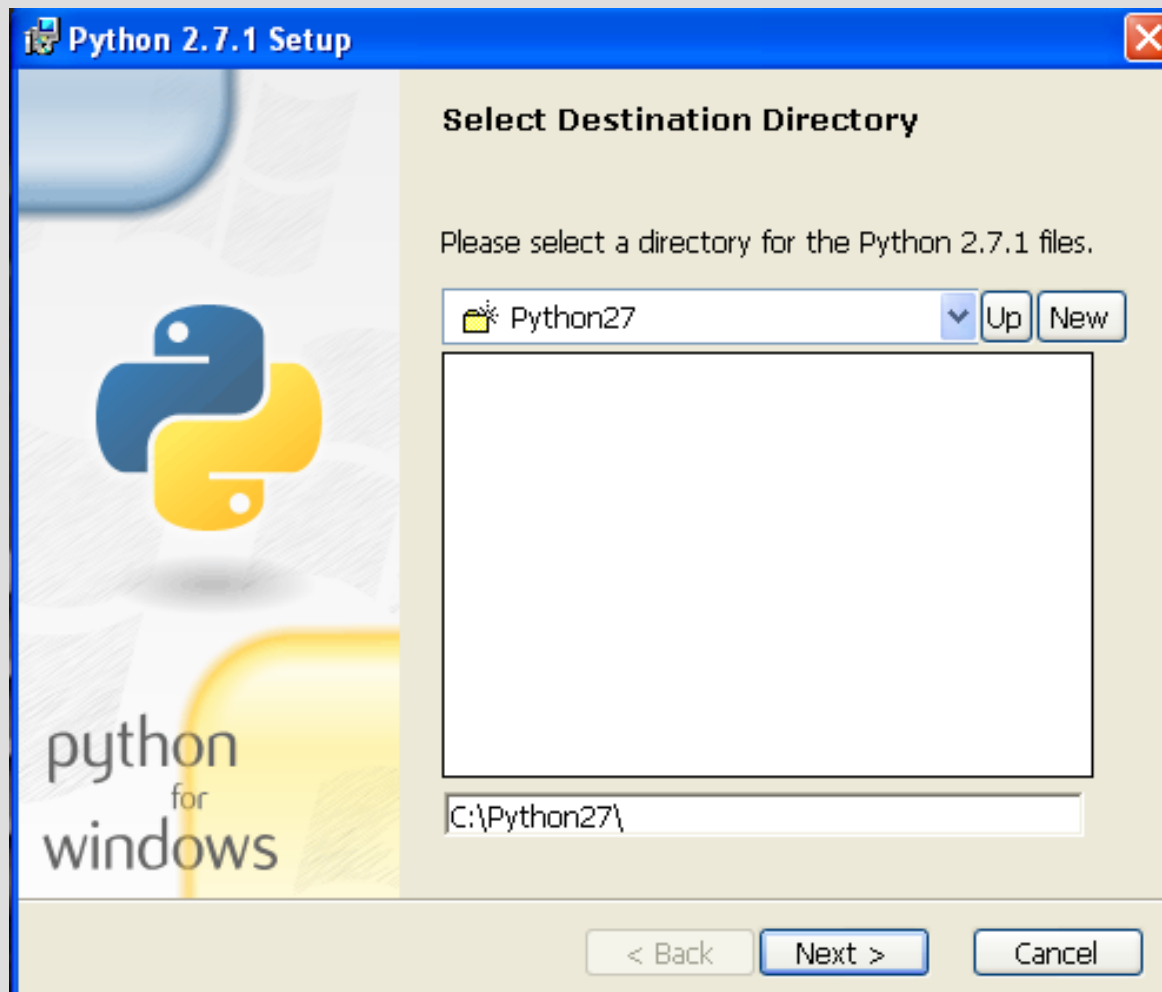 Python 2.7.1 Setup
Select Destination Directory
Please select a directory for the Python 2.7.1 files.
Python27
Up
New
C:\Python27\
python
for
windows
< Back
Next >
Cancel